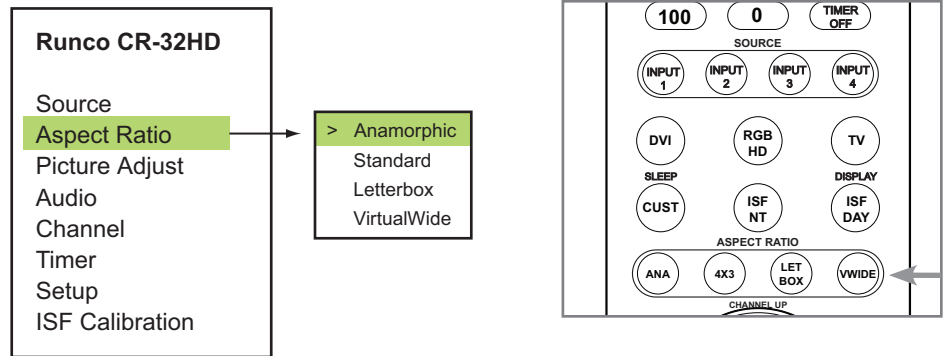 Runco CR-32HD
Source
Aspect Ratio
Picture Adjust
Audio
Channel
Timer
Setup
ISF Calibration
> Anamorphic
Standard
Letterbox
VirtualWide
100 0 TIMER OFF
SOURCE
INPUT 1 INPUT 2 INPUT 3 INPUT 4
DVI RGB HD TV
SLEEP DISPLAY
CUST ISF NT ISF DAY
ASPECT RATIO
ANA 4X3 LET BOX VWIDE
CHANNEL UP